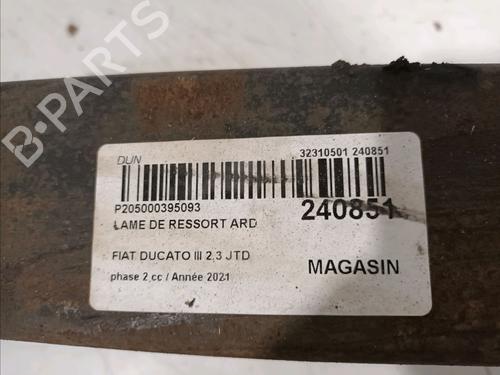 DUN
32310501 240851
P205000395093
240851
LAME DE RESSORT ARD
FIAT DUCATO III 2.3 JTD
MAGASIN
phase 2 cc / Année 2021
B-PARTS